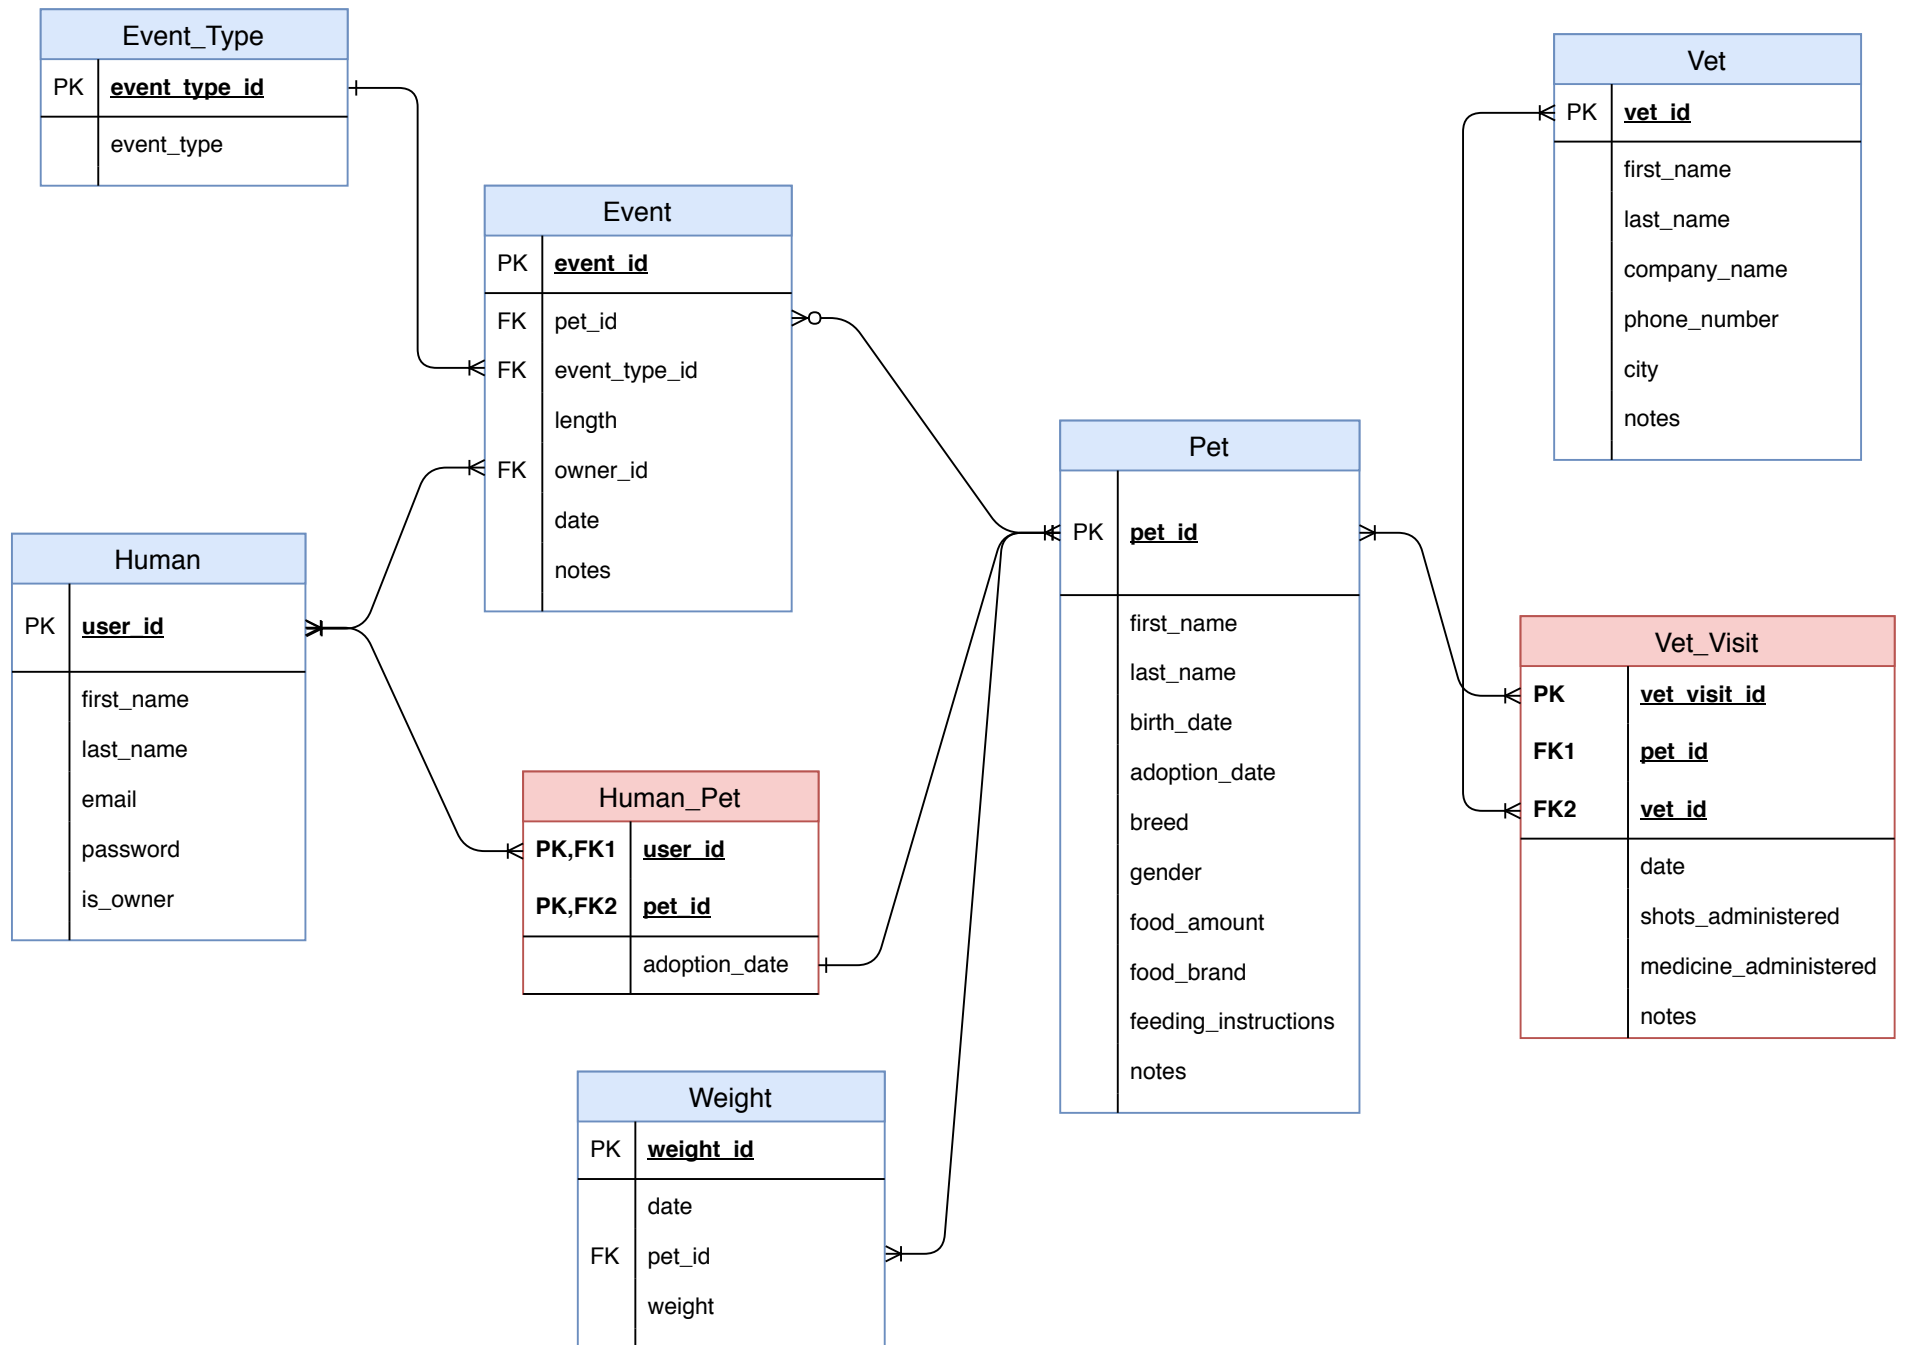 Event_Type
PK event_type_id
event_type
Event
PK event_id
FK pet_id
FK event_type_id
length
FK owner_id
date
notes
Human
PK user_id
first_name
last_name
email
password
is_owner
Human_Pet
PK,FK1 user_id
PK,FK2 pet_id
adoption_date
Weight
PK weight_id
date
FK pet_id
weight
Pet
PK pet_id
first_name
last_name
birth_date
adoption_date
breed
gender
food_amount
food_brand
feeding_instructions
notes
Vet
PK vet_id
first_name
last_name
company_name
phone_number
city
notes
Vet_Visit
PK vet_visit_id
FK1 pet_id
FK2 vet_id
date
shots_administered
medicine_administered
notes